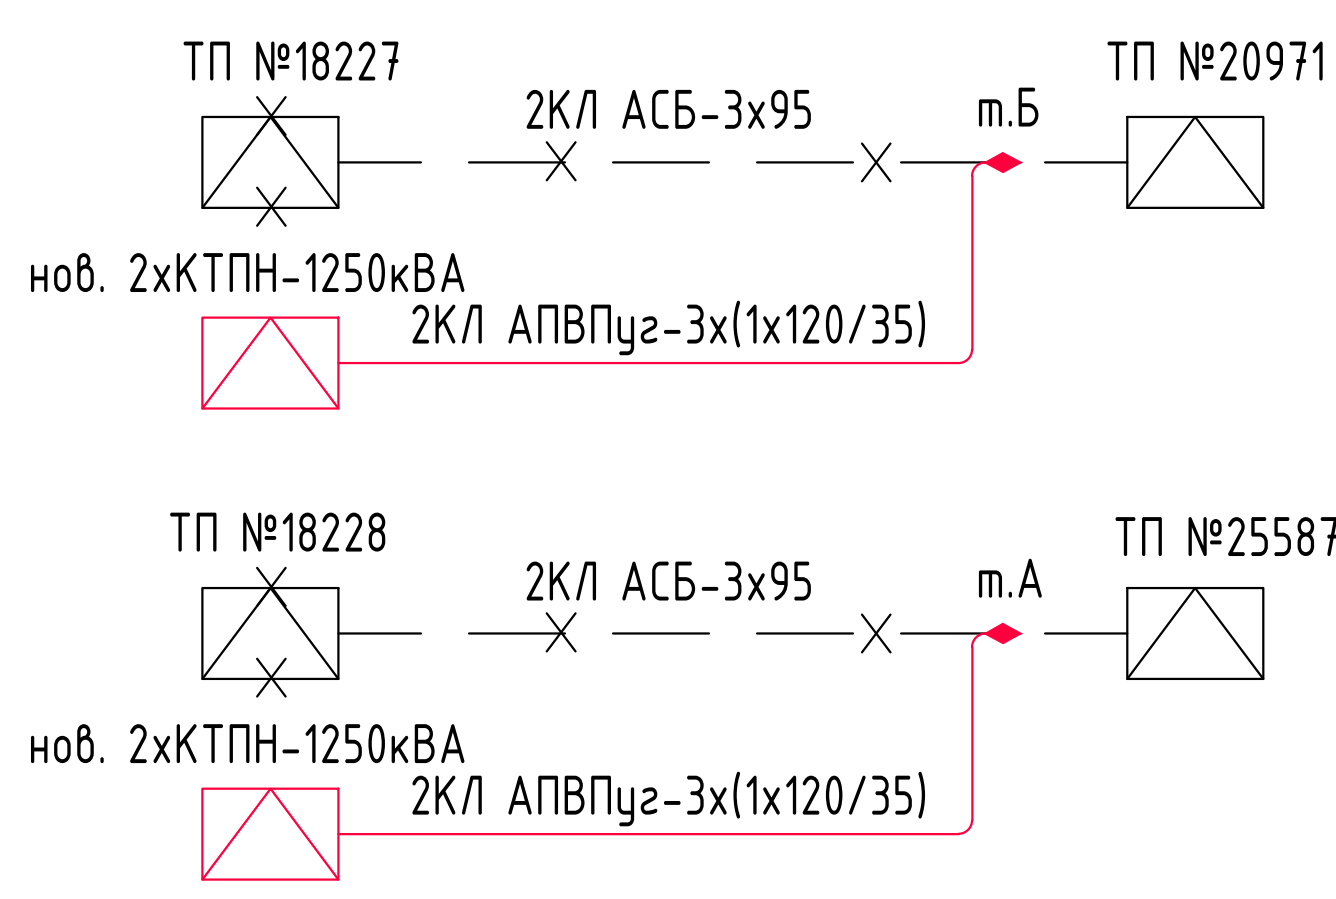 ТП №18227
ТП №20971
2КЛ АСБ-3х95
т.Б
нов. 2хКТПН-1250кВА
2КЛ АПВПуг-3х(1х120/35)
ТП №18228
ТП №25587
2КЛ АСБ-3х95
т.А
нов. 2хКТПН-1250кВА
2КЛ АПВПуг-3х(1х120/35)